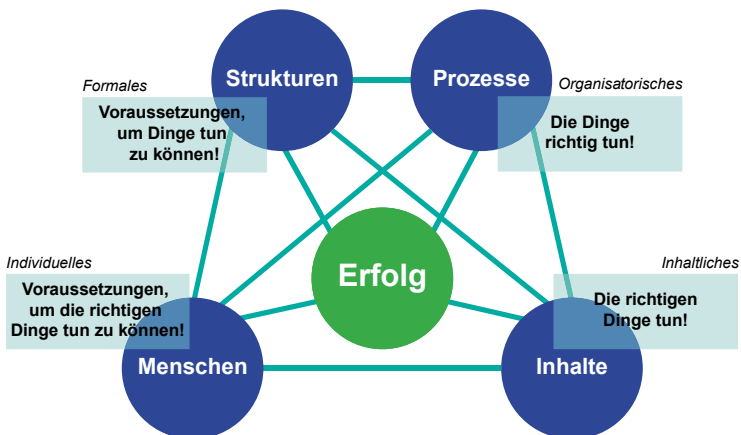 Strukturen
Prozesse
Formales
Organisatorisches
Voraussetzungen,
um Dinge tun
zu können!
Die Dinge
richtig tun!
Erfolg
Individuelles
Inhaltliches
Voraussetzungen,
um die richtigen
Dinge tun zu können!
Die richtigen
Dinge tun!
Menschen
Inhalte